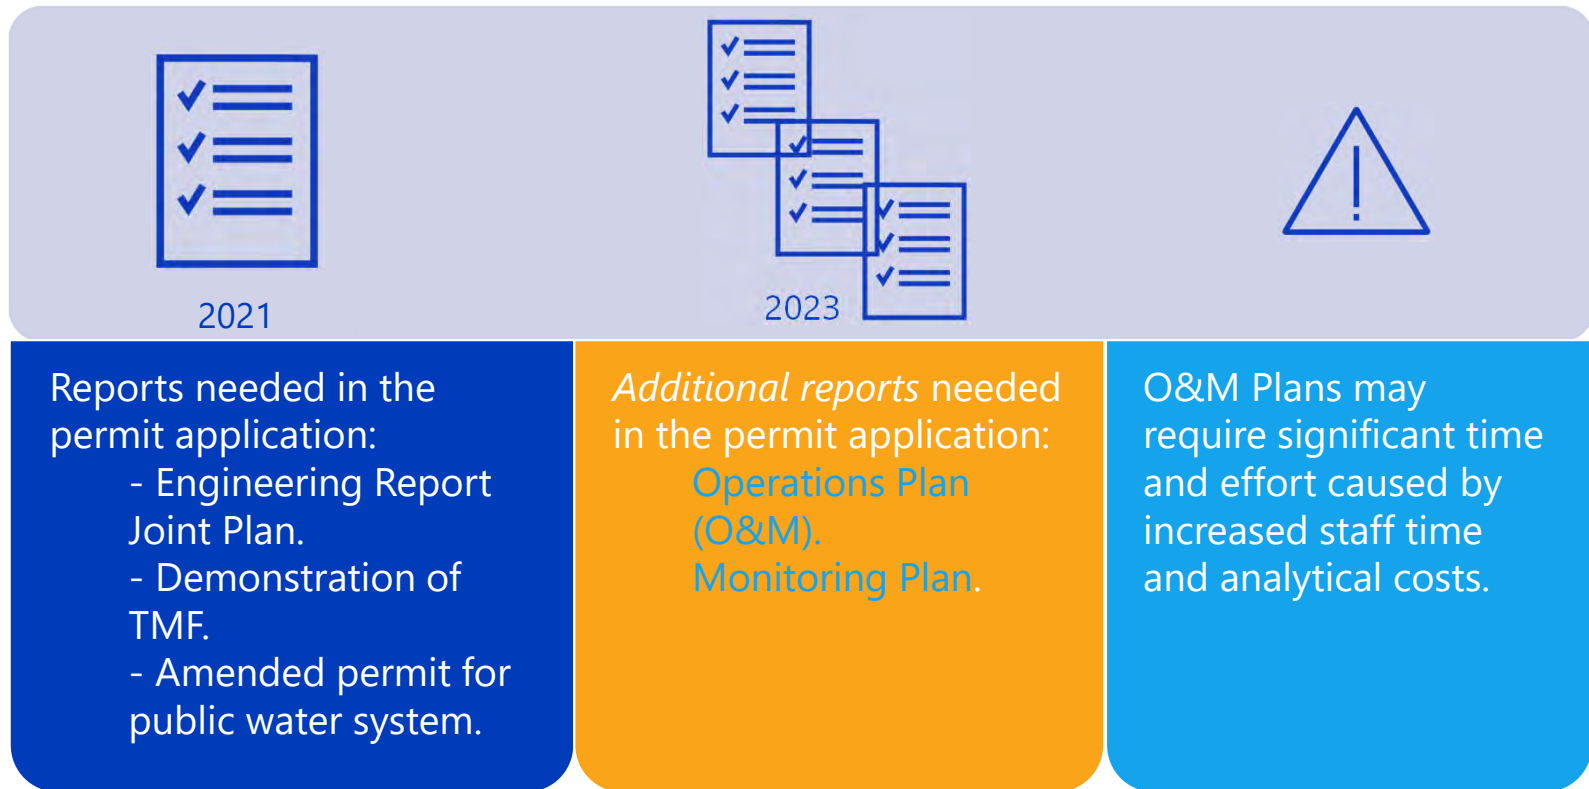 2021
2023
Reports needed in the
permit application:
- Engineering Report
Joint Plan.
- Demonstration of
TMF.
- Amended permit for
public water system.
Additional reports needed
in the permit application:
Operations Plan
(O&M).
Monitoring Plan.
O&M Plans may
require significant time
and effort caused by
increased staff time
and analytical costs.